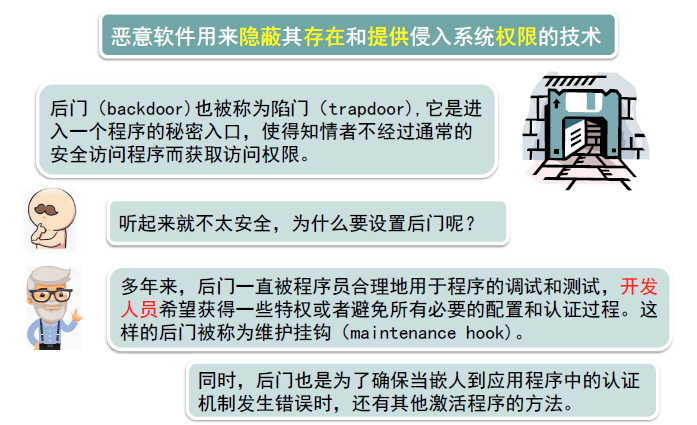 恶意软件用来隐蔽其存在和提供侵入系统权限的技术
后门（backdoor)也被称为陷门（trapdoor),它是进
入一个程序的秘密入口，使得知情者不经过通常的
安全访问程序而获取访问权限。
听起来就不太安全，为什么要设置后门呢？
多年来，后门一直被程序员合理地用于程序的调试和测试，开发
人员希望获得一些特权或者避免所有必要的配置和认证过程。这
样的后门被称为维护挂钩（maintenance hook)。
同时，后门也是为了确保当嵌人到应用程序中的认证
机制发生错误时，还有其他激活程序的方法。